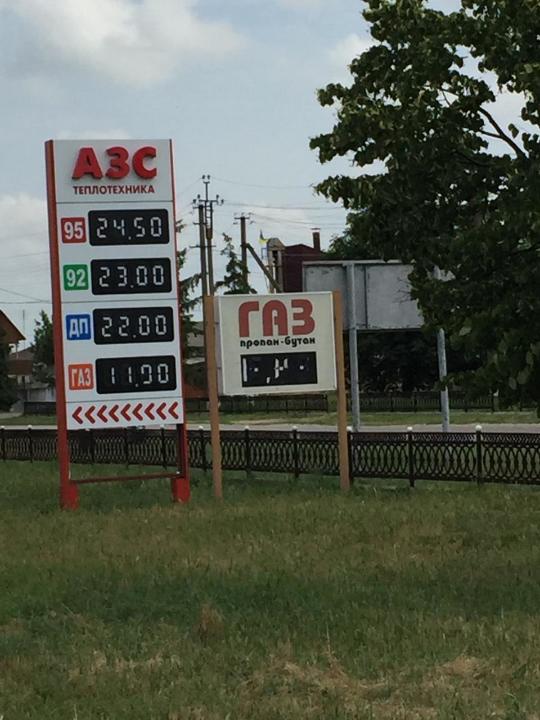 АЗС
ТЕПЛОТЕХНИКА
95 24.50
92 23.00
ДП 22.00
ГАЗ 11.90
ГАЗ
пропан-бутан